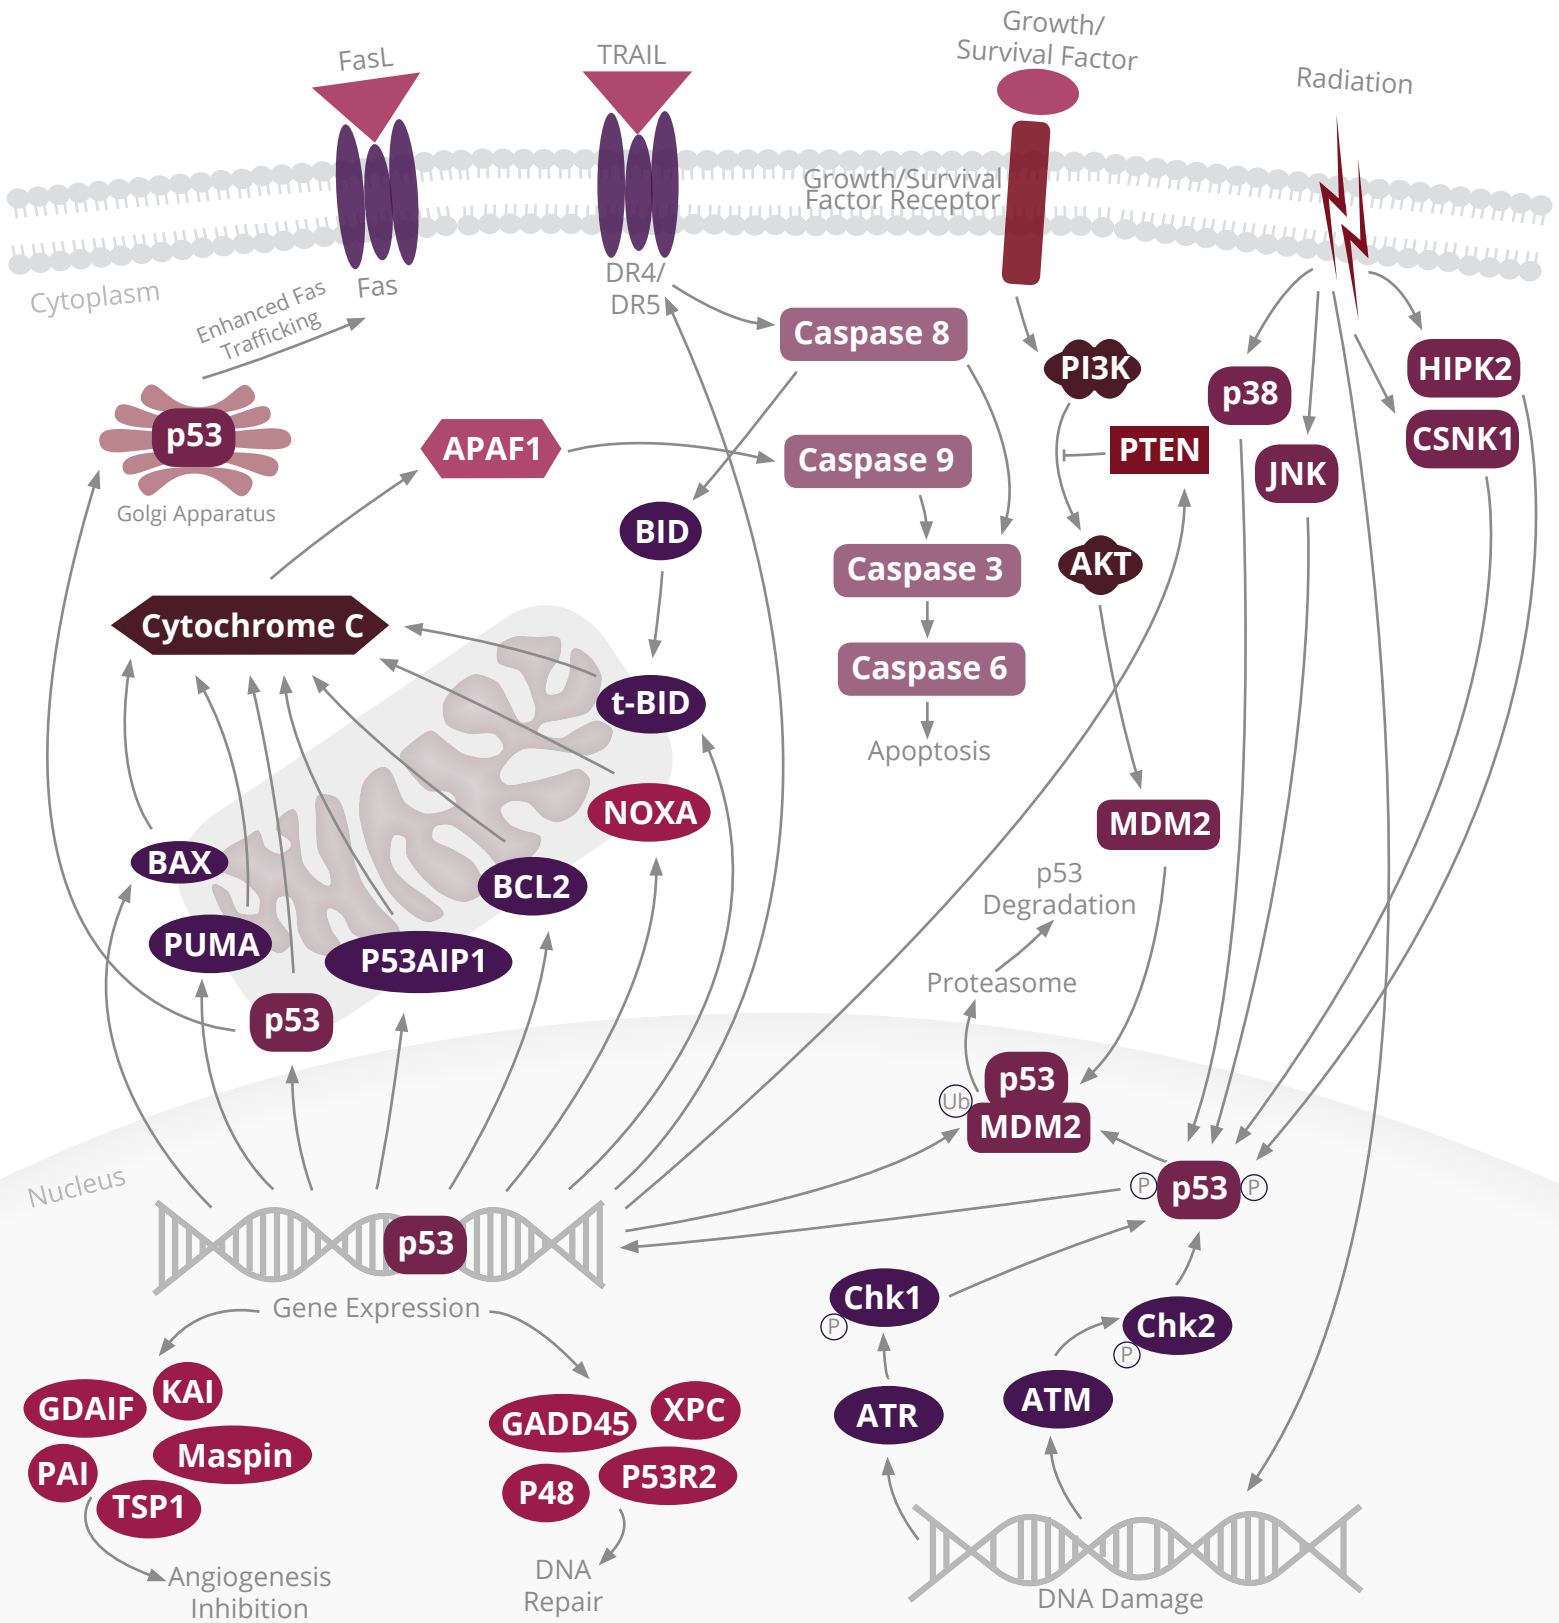 Growth/
Survival Factor
FasL
TRAIL
Radiation
Growth/Survival
Factor Receptor
Cytoplasm
Enhanced Fas
Trafficking
Fas
DR4/
DR5
Caspase 8
PI3K
HIPK2
p38
p53
APAF1
Caspase 9
PTEN
CSNK1
JNK
Golgi Apparatus
BID
Caspase 3
AKT
Cytochrome C
Caspase 6
t-BID
Apoptosis
NOXA
MDM2
BAX
BCL2
p53
Degradation
PUMA
P53AIP1
Proteasome
p53
p53
Ub
MDM2
Nucleus
P
p53
P
p53
Gene Expression
Chk1
P
Chk2
P
KAI
GDAIF
XPC
GADD45
ATR
ATM
Maspin
PAI
P53R2
P48
TSP1
DNA
Repair
Angiogenesis
Inhibition
DNA Damage